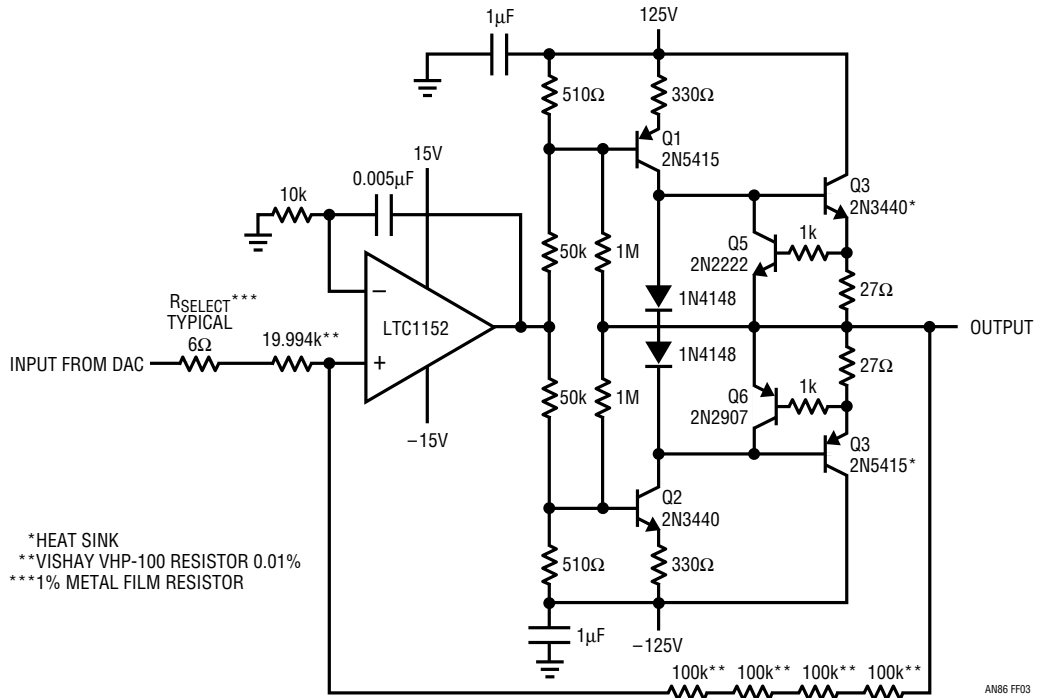 1µF
125V
510Ω
330Ω
Q1
2N5415
15V
0.005µF
10k
Q3
2N3440*
Q5
2N2222
1k
50k
1M
1N4148
27Ω
RSELECT***
TYPICAL
6Ω
19.994k**
–
LTC1152
+
INPUT FROM DAC
OUTPUT
1N4148
27Ω
–15V
50k
1M
Q6
2N2907
1k
Q3
2N5415*
Q2
2N3440
510Ω
330Ω
1µF
–125V
*HEAT SINK
**VISHAY VHP-100 RESISTOR 0.01%
***1% METAL FILM RESISTOR
100k** 100k** 100k** 100k**
AN86 FF03